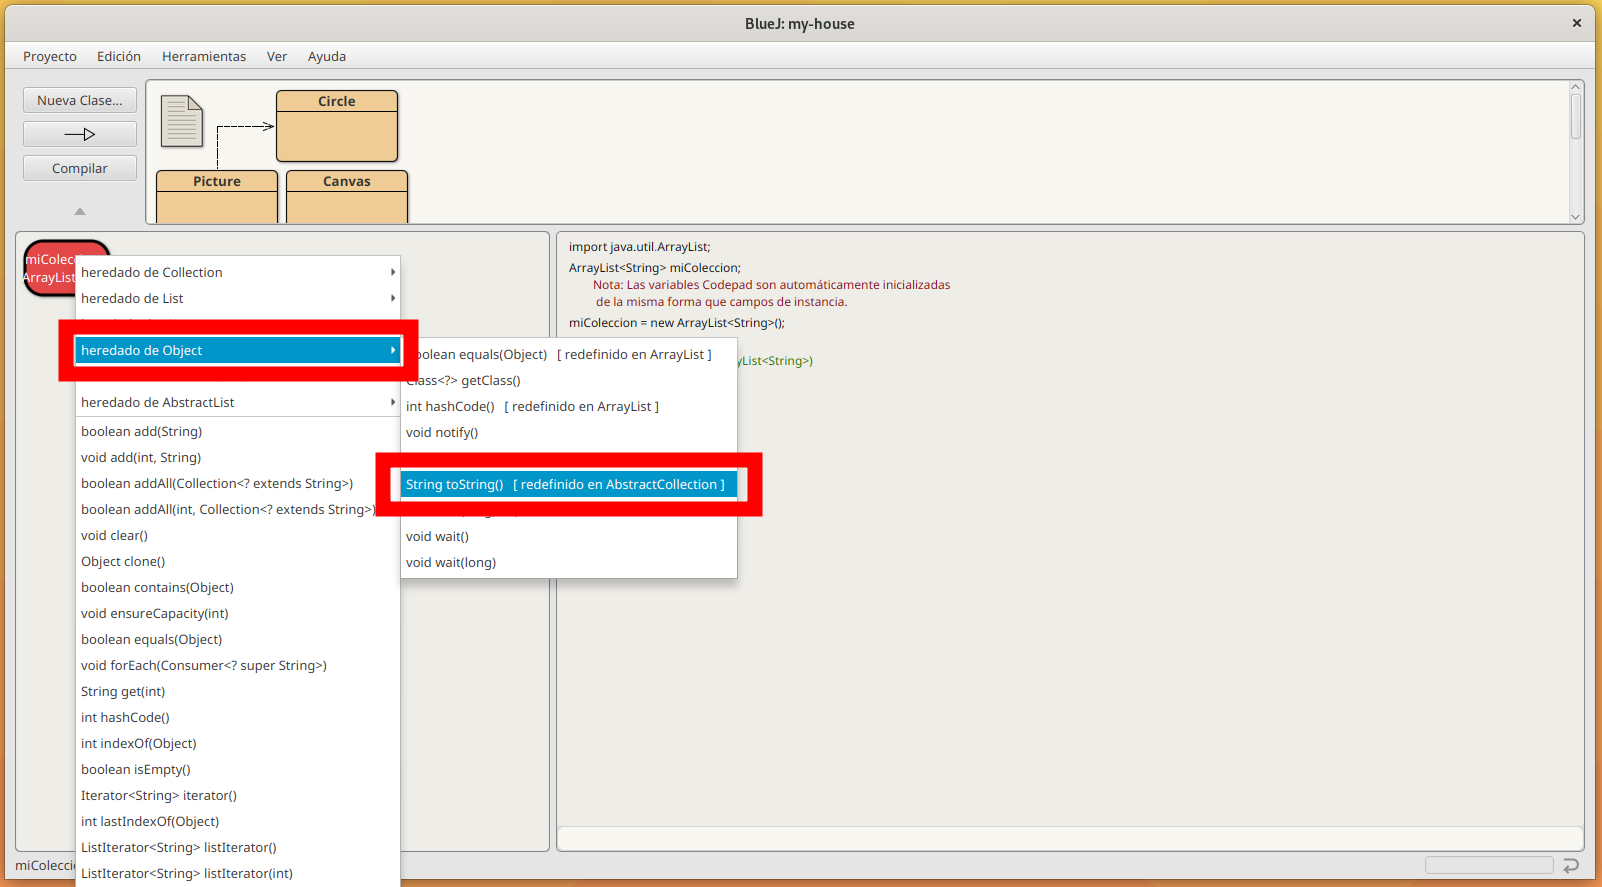 BlueJ: my-house
Proyecto Edición Herramientas Ver Ayuda
Nueva Clase...
Compilar
Circle
Picture
Canvas
miColec
ArrayList
heredado de Collection
heredado de List
heredado de Object
heredado de AbstractList
boolean add(String)
void add(int, String)
boolean addAll(Collection<? extends String>)
boolean addAll(int, Collection<? extends String>)
void clear()
Object clone()
boolean contains(Object)
void ensureCapacity(int)
boolean equals(Object)
void forEach(Consumer<? super String>)
String get(int)
int hashCode()
int indexOf(Object)
boolean isEmpty()
Iterator<String> iterator()
int lastIndexOf(Object)
ListIterator<String> listIterator()
ListIterator<String> listIterator(int)
boolean equals(Object) [ redefinido en ArrayList ]
Class<?> getClass()
int hashCode() [ redefinido en ArrayList ]
void notify()
String toString() [ redefinido en AbstractCollection ]
void wait()
void wait(long)
import java.util.ArrayList;
ArrayList<String> miColeccion;
Nota: Las variables Codepad son automáticamente inicializadas
de la misma forma que campos de instancia.
miColeccion = new ArrayList<String>();
yList<String>)
miColecci